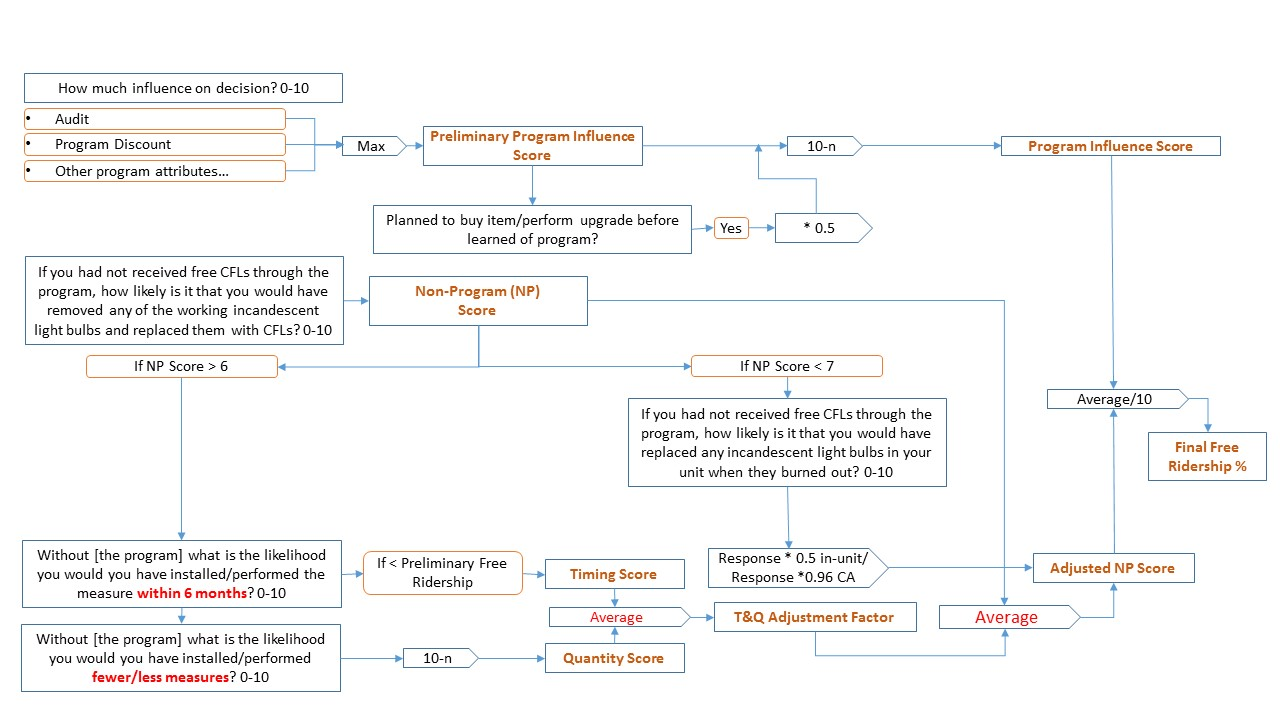 How much influence on decision? 0-10
• Audit
• Program Discount
• Other program attributes...
Max
Preliminary Program Influence
Score
10-n
Program Influence Score
Planned to buy item/perform upgrade before
learned of program?
Yes
* 0.5
If you had not received free CFLs through the
program, how likely is it that you would have
removed any of the working incandescent
light bulbs and replaced them with CFLs? 0-10
Non-Program (NP)
Score
If NP Score > 6
If NP Score < 7
If you had not received free CFLs through the
program, how likely is it that you would have
replaced any incandescent light bulbs in your
unit when they burned out? 0-10
Average/10
Final Free
Ridership %
Without [the program] what is the likelihood
you would you have installed/performed the
measure within 6 months? 0-10
If < Preliminary Free
Ridership
Timing Score
Response * 0.5 in-unit/
Response *0.96 CA
Adjusted NP Score
Average
T&Q Adjustment Factor
Average
Without [the program] what is the likelihood
you would you have installed/performed
fewer/less measures? 0-10
10-n
Quantity Score